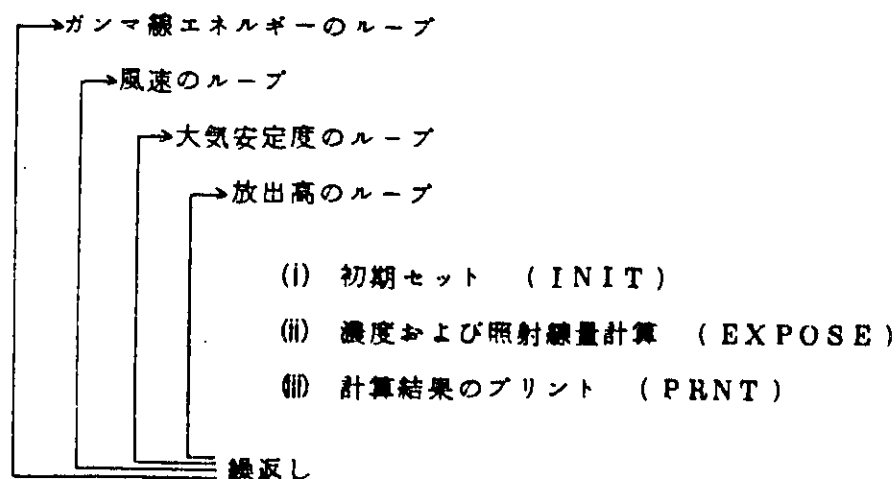 ガンマ線エネルギーのループ
風速のループ
大気安定度のループ
放出高のループ
(i) 初期セット (INIT)
(ii) 濃度および照射線量計算 (EXPOSE)
(iii) 計算結果のプリント (PRNT)
繰返し